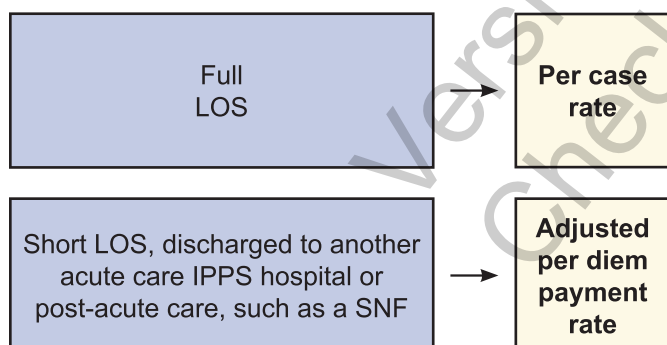 Full
LOS
Per case
rate
Short LOS, discharged to another
acute care IPPS hospital or
post-acute care, such as a SNF
Adjusted
per diem
payment
rate